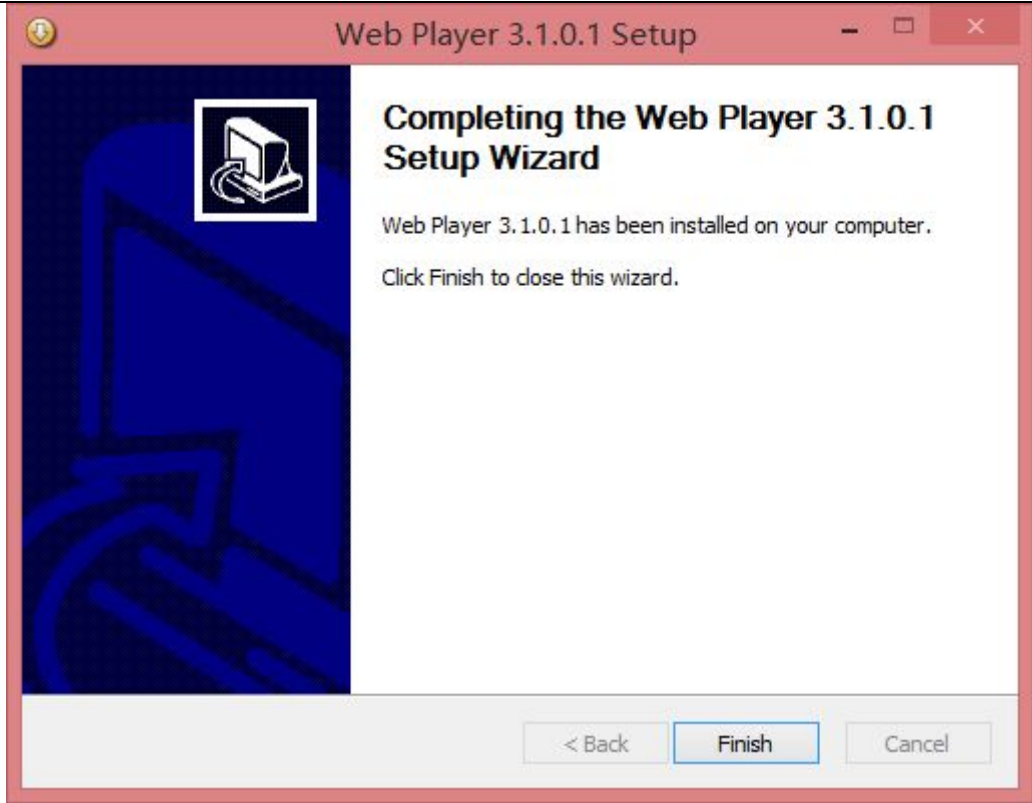 Web Player 3.1.0.1 Setup
Completing the Web Player 3.1.0.1
Setup Wizard
Web Player 3.1.0.1 has been installed on your computer.
Click Finish to close this wizard.
< Back
Finish
Cancel